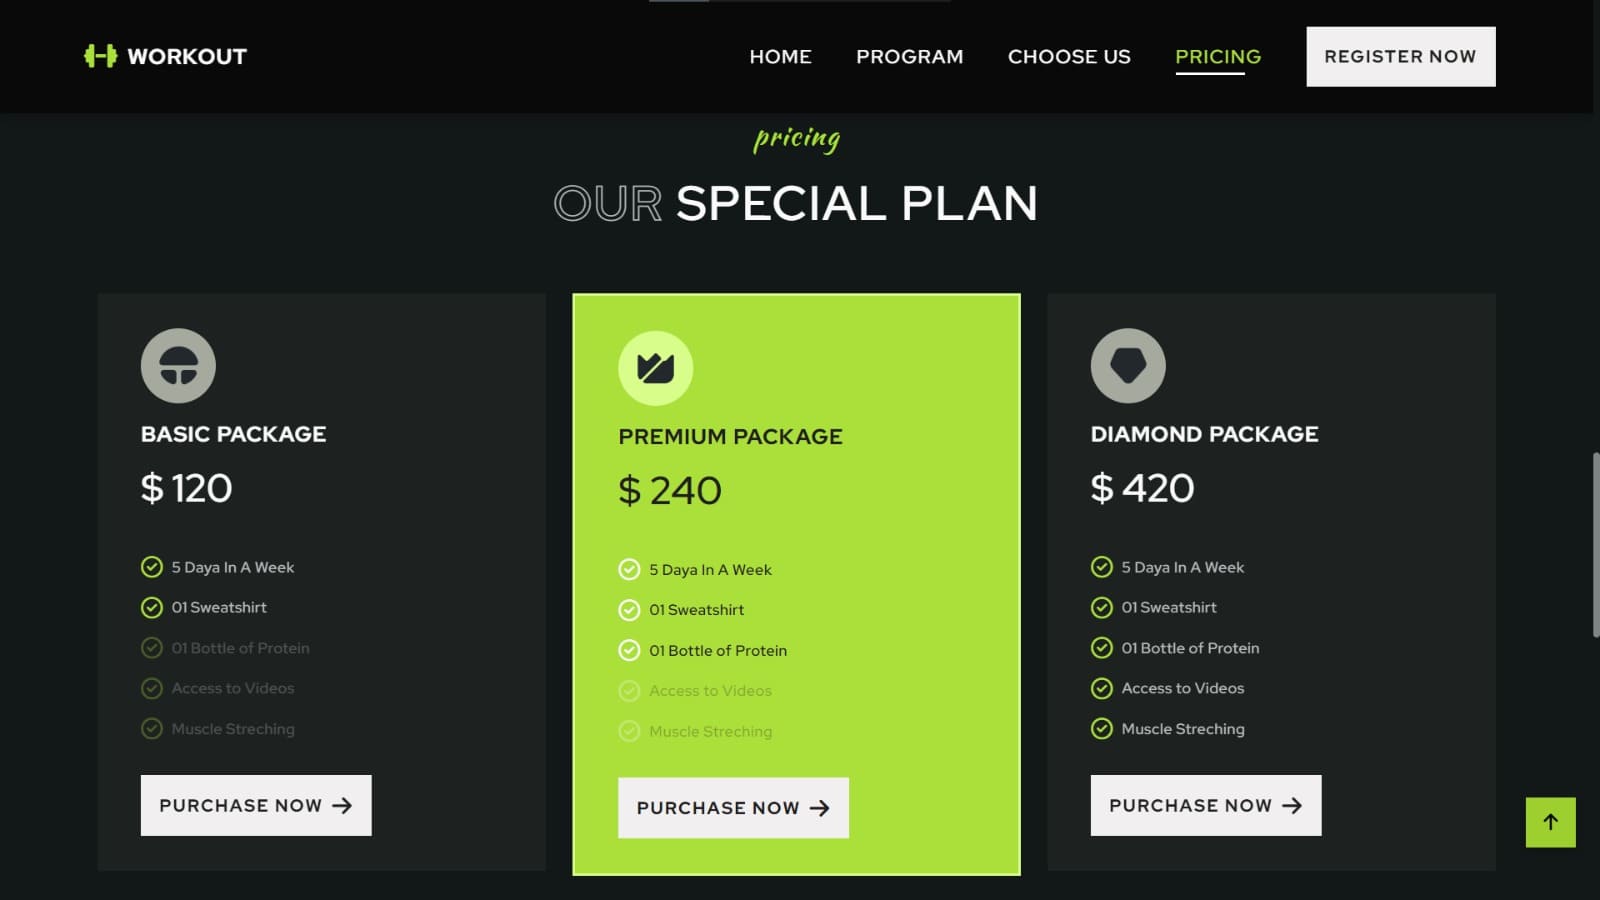 WORKOUT
HOME PROGRAM CHOOSE US PRICING REGISTER NOW
pricing
OUR SPECIAL PLAN
BASIC PACKAGE
$ 120
5 Daya In A Week
01 Sweatshirt
01 Bottle of Protein
Access to Videos
Muscle Streching
PURCHASE NOW
PREMIUM PACKAGE
$ 240
5 Daya In A Week
01 Sweatshirt
01 Bottle of Protein
Access to Videos
Muscle Streching
PURCHASE NOW
DIAMOND PACKAGE
$ 420
5 Daya In A Week
01 Sweatshirt
01 Bottle of Protein
Access to Videos
Muscle Streching
PURCHASE NOW